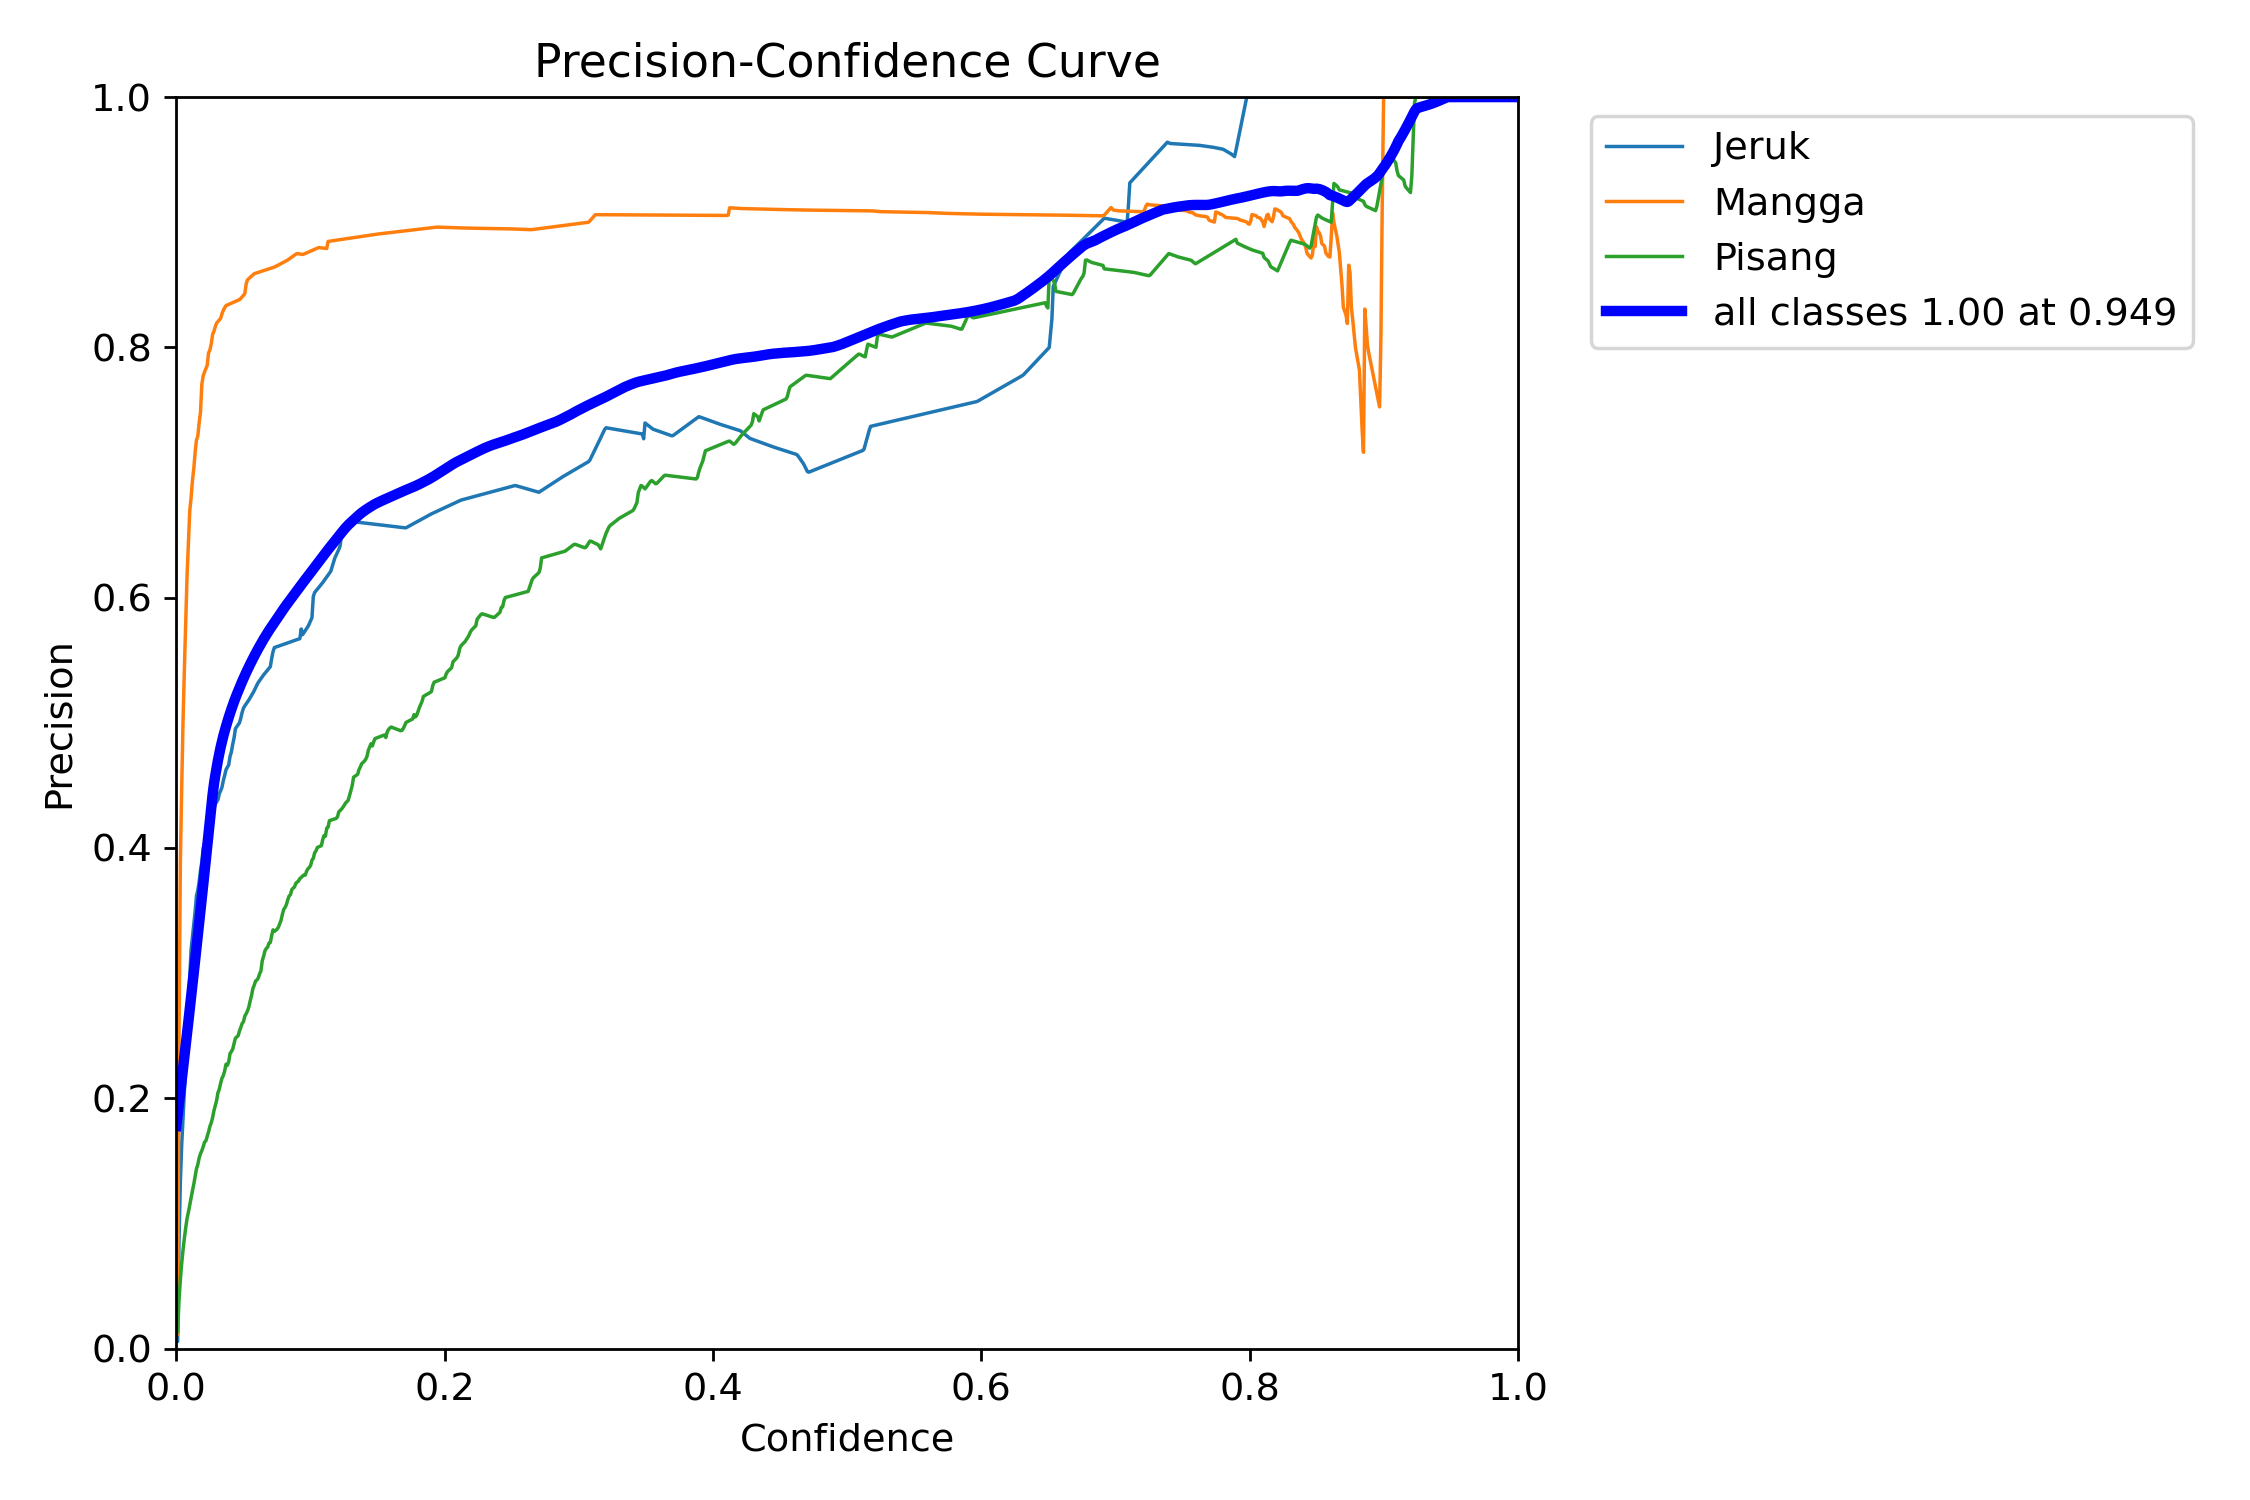 Precision-Confidence Curve
1.0
0.8
0.6
0.4
0.2
0.0
Precision
0.0 0.2 0.4 0.6 0.8 1.0
Confidence
Jeruk
Mangga
Pisang
all classes 1.00 at 0.949